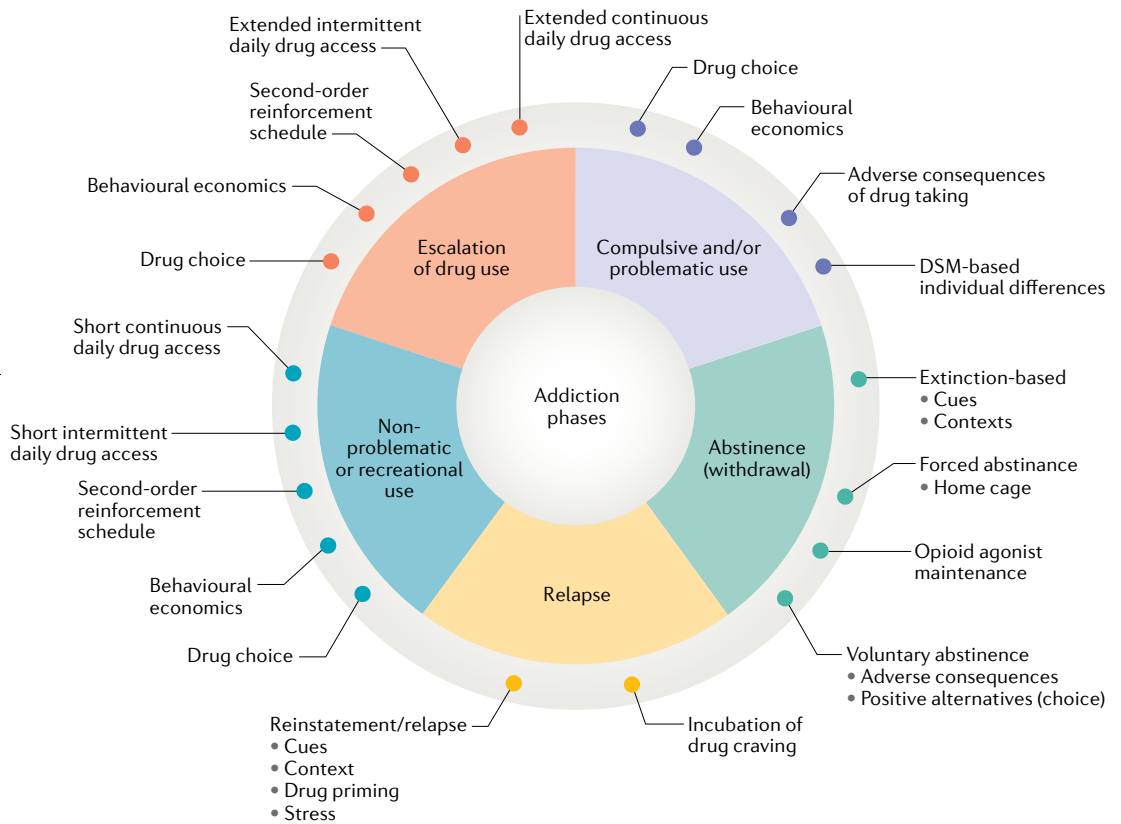 Extended intermittent
daily drug access
Extended continuous
daily drug access
Drug choice
Second-order
reinforcement
schedule
Behavioural
economics
Behavioural economics
Adverse consequences
of drug taking
Drug choice
Escalation
of drug use
Compulsive and/or
problematic use
DSM-based
individual differences
Short continuous
daily drug access
Extinction-based
• Cues
• Contexts
Addiction
phases
Short intermittent
daily drug access
Non-
problematic
or recreational
use
Abstinence
(withdrawal)
Forced abstinance
• Home cage
Second-order
reinforcement
schedule
Opioid agonist
maintenance
Behavioural
economics
Relapse
Drug choice
Voluntary abstinence
• Adverse consequences
• Positive alternatives (choice)
Reinstatement/relapse
• Cues
• Context
• Drug priming
• Stress
Incubation of
drug craving